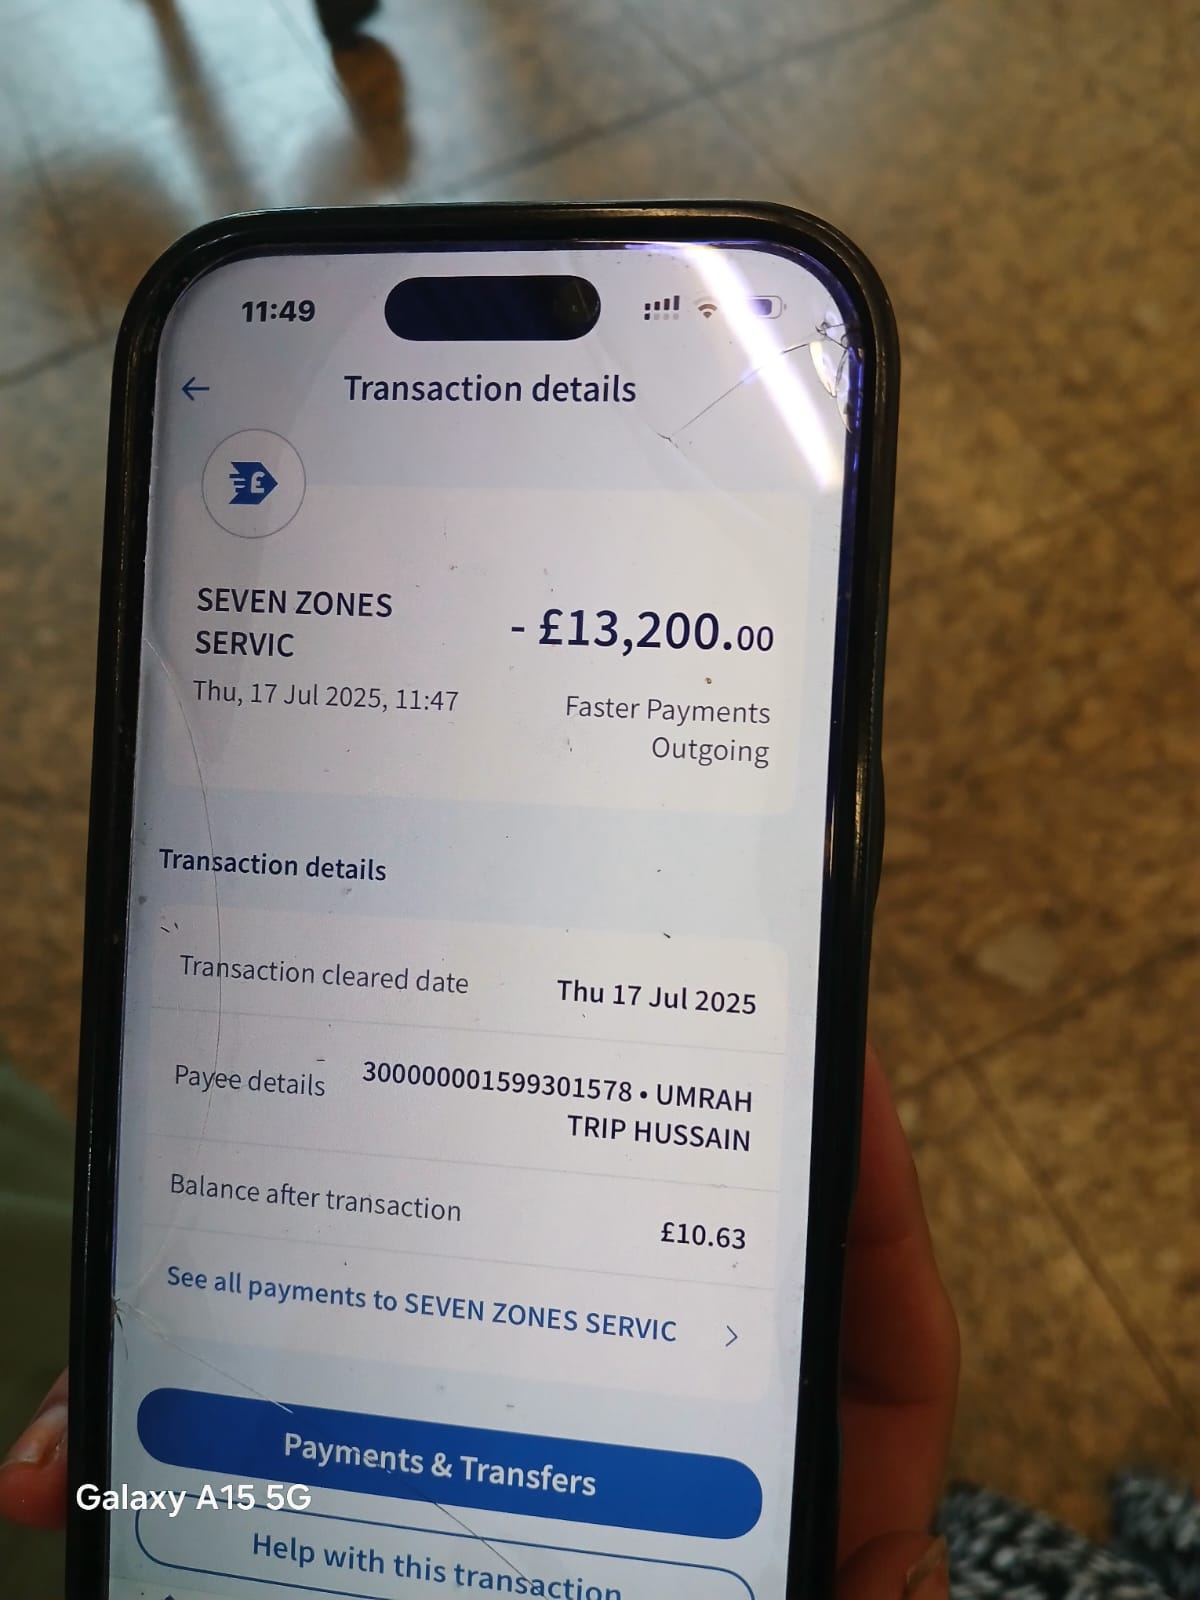 11:49
Transaction details
£
SEVEN ZONES
SERVIC
- £13,200.00
Thu, 17 Jul 2025, 11:47
Faster Payments
Outgoing
Transaction details
Transaction cleared date
Thu 17 Jul 2025
Payee details
300000001599301578 • UMRAH
TRIP HUSSAIN
Balance after transaction
£10.63
See all payments to SEVEN ZONES SERVIC
Payments & Transfers
Help with this transaction
Galaxy A15 5G